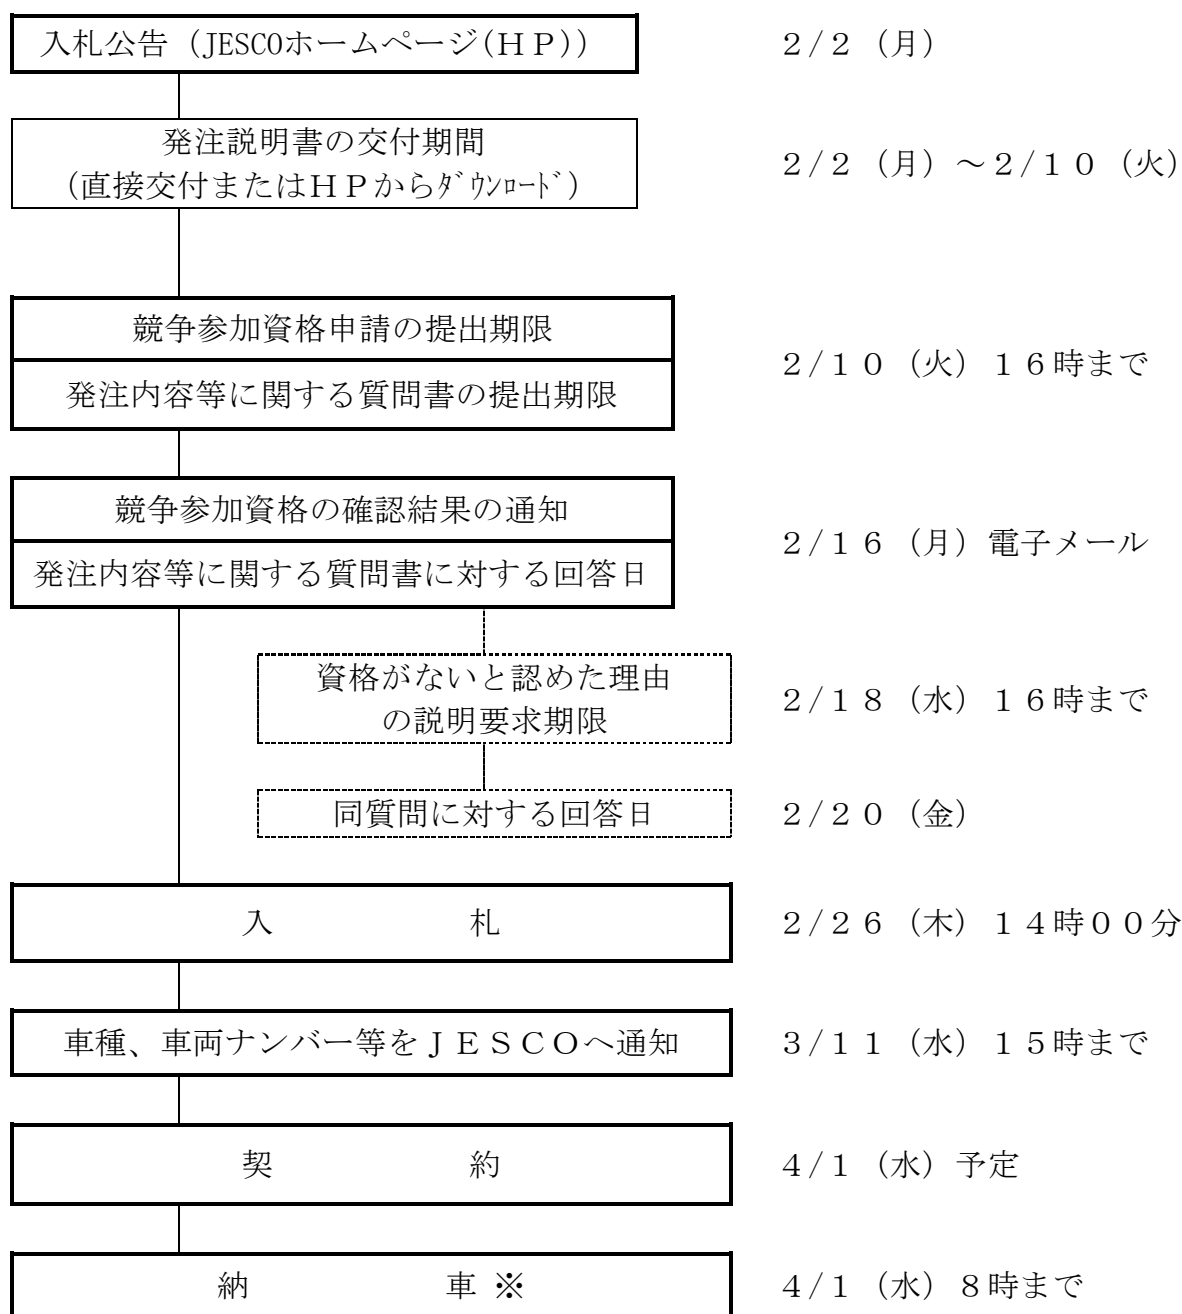 入札公告（JESCOホームページ(ＨＰ)）
２/２（月）
発注説明書の交付期間
２/２（月）～２/１０（火）
（直接交付またはＨＰからﾀﾞｳﾝﾛｰﾄﾞ）
競争参加資格申請の提出期限
２/１０（火）１６時まで
発注内容等に関する質問書の提出期限
競争参加資格の確認結果の通知
２/１６（月）電子メール
発注内容等に関する質問書に対する回答日
資格がないと認めた理由
の説明要求期限
２/１８（水）１６時まで
同質問に対する回答日
２/２０（金）
入　　　札
２/２６（木）１４時００分
車種、車両ナンバー等をＪＥＳＣＯへ通知
３/１１（水）１５時まで
契　　　約
４/１（水）予定
納　　　車 ※
４/１（水）８時まで